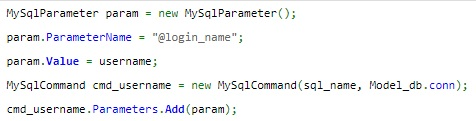 MySqlParameter param = new MySqlParameter();
param.ParameterName = "@login_name";
param.Value = username;
MySqlCommand cmd_username = new MySqlCommand(sql_name, Model_db.conn);
cmd_username.Parameters.Add(param);